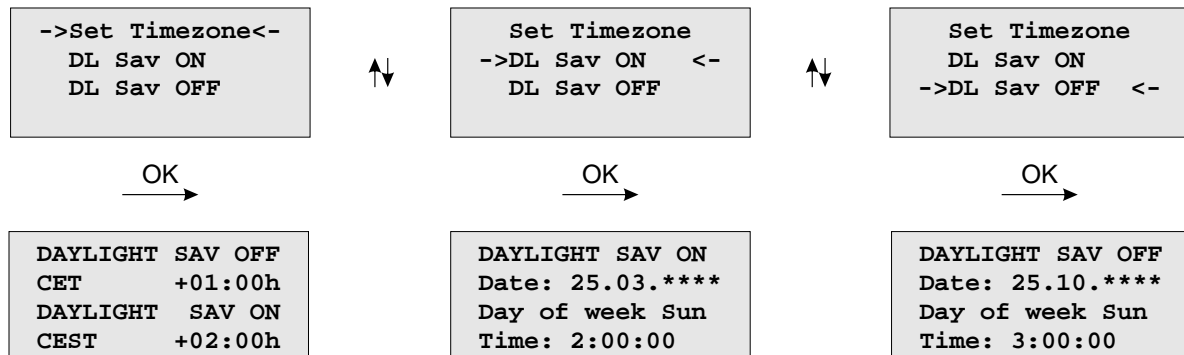 ->Set Timezone<-
DL Sav ON
DL Sav OFF
Set Timezone
->DL Sav ON <-
DL Sav OFF
Set Timezone
DL Sav ON
->DL Sav OFF <-
OK
OK
OK
DAYLIGHT SAV OFF
CET +01:00h
DAYLIGHT SAV ON
CEST +02:00h
DAYLIGHT SAV ON
Date: 25.03.****
Day of week Sun
Time: 2:00:00
DAYLIGHT SAV OFF
Date: 25.10.****
Day of week Sun
Time: 3:00:00